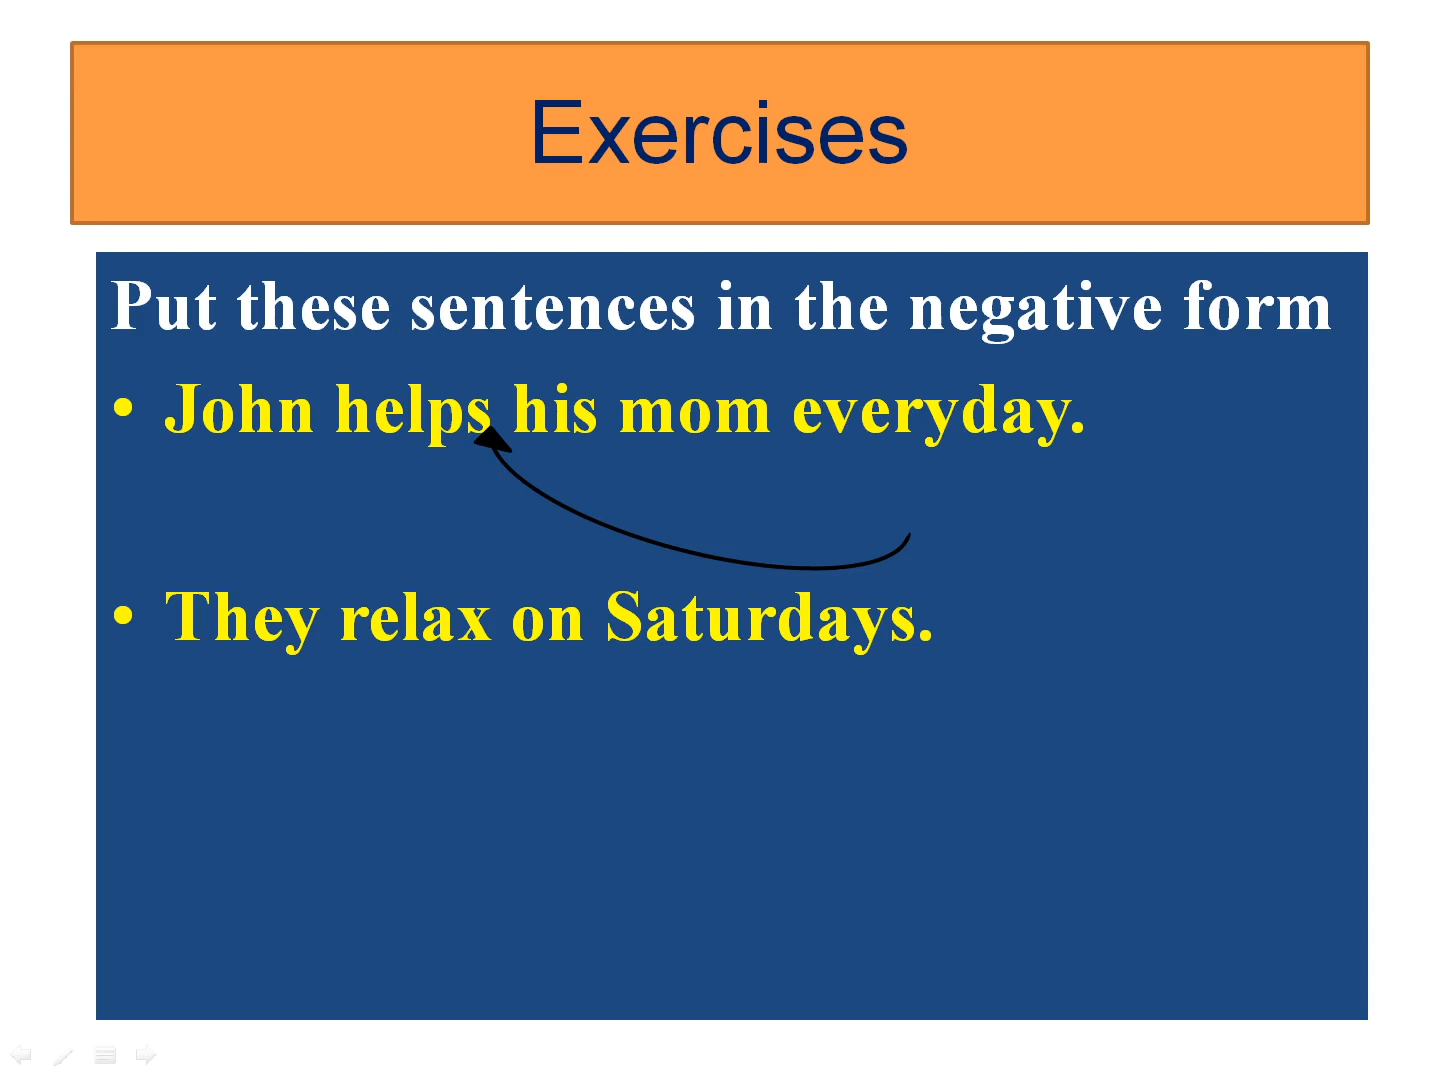 Exercises
Put these sentences in the negative form
• John helps his mom everyday.
• They relax on Saturdays.